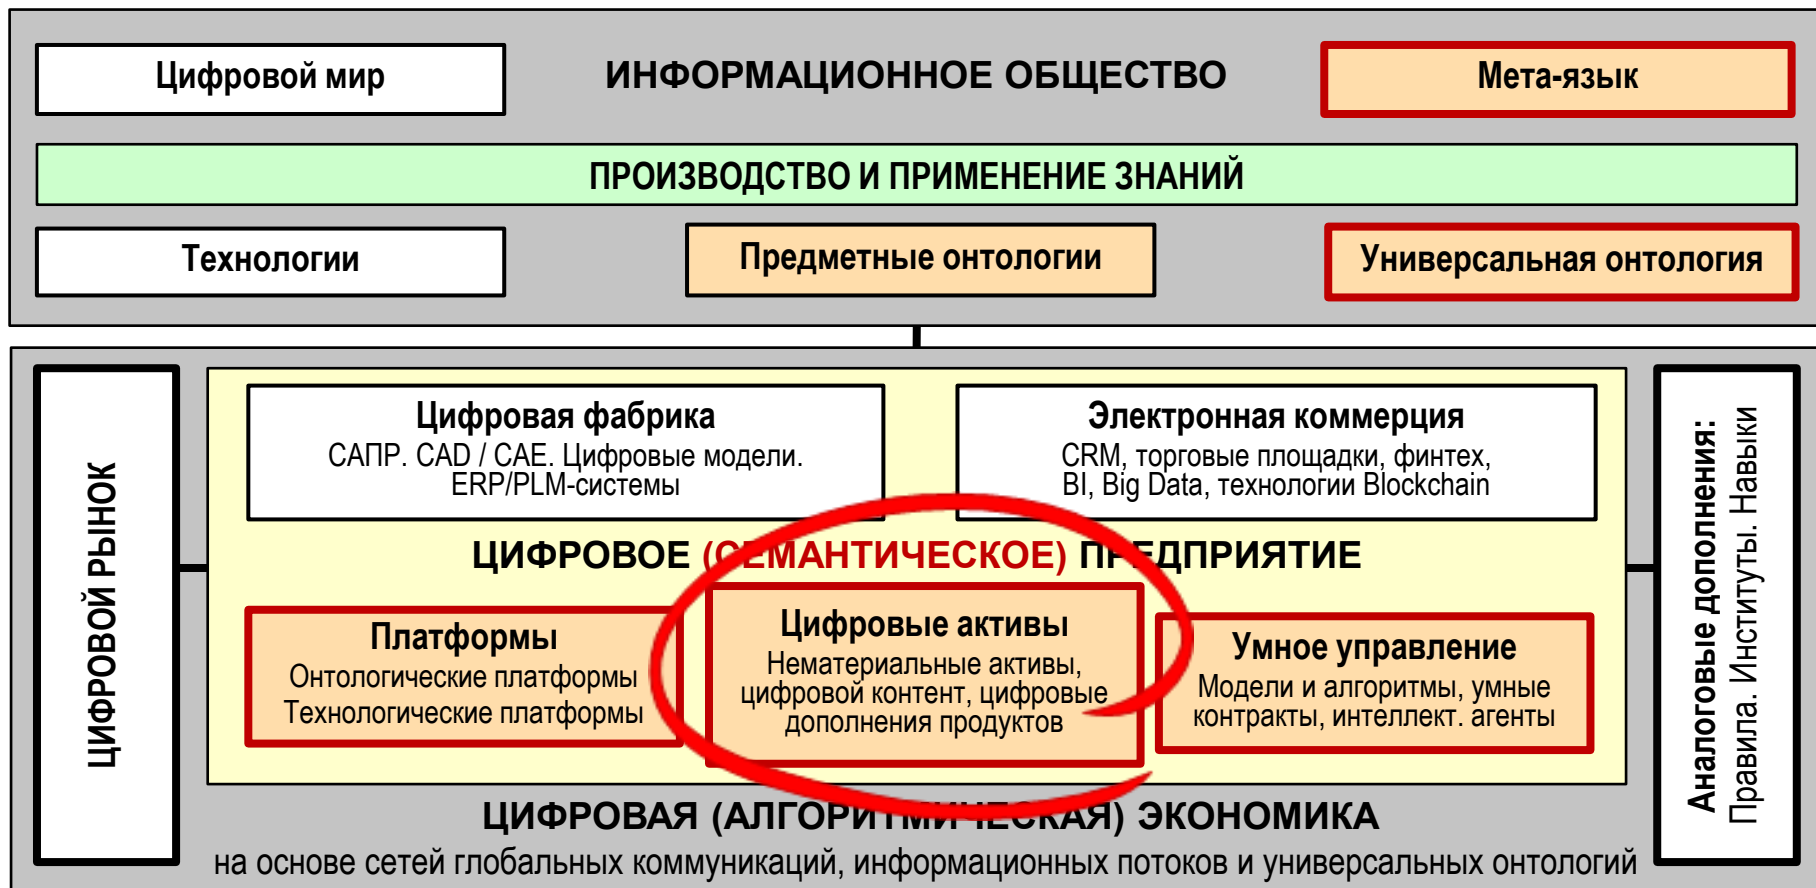 Цифровой мир
ИНФОРМАЦИОННОЕ ОБЩЕСТВО
Мета-язык
ПРОИЗВОДСТВО И ПРИМЕНЕНИЕ ЗНАНИЙ
Технологии
Предметные онтологии
Универсальная онтология
ЦИФРОВОЙ РЫНОК
Цифровая фабрика
САПР. CAD / CAE. Цифровые модели.
ERP/PLM-системы
Электронная коммерция
CRM, торговые площадки, финтех,
BI, Big Data, технологии Blockchain
ЦИФРОВОЕ (СЕМАНТИЧЕСКОЕ) ПРЕДПРИЯТИЕ
Платформы
Онтологические платформы
Технологические платформы
Цифровые активы
Нематериальные активы,
цифровой контент, цифровые
дополнения продуктов
Умное управление
Модели и алгоритмы, умные
контракты, интеллект. агенты
Аналоговые дополнения:
Правила. Институты. Навыки
ЦИФРОВАЯ (АЛГОРИТМИЧЕСКАЯ) ЭКОНОМИКА
на основе сетей глобальных коммуникаций, информационных потоков и универсальных онтологий